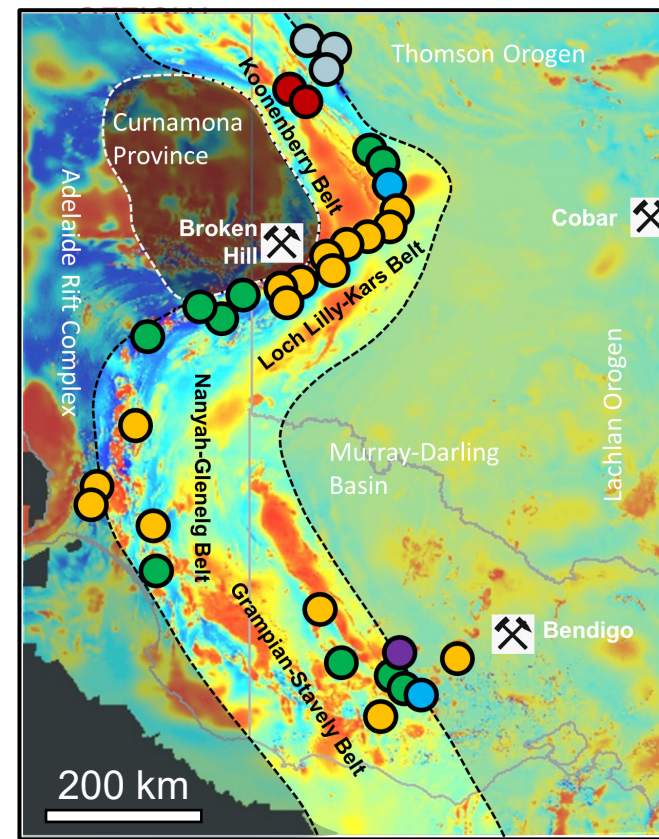 Thomson Orogen
Koonenberry Belt
Curnamona
Province
Adelaide Rift Complex
Broken
Hill
Cobar
Loch Lilly-Kars Belt
Nanyah-Glenelg Belt
Murray-Darling
Basin
Lachlan Orogen
Grampian-Stavely Belt
Bendigo
200 km